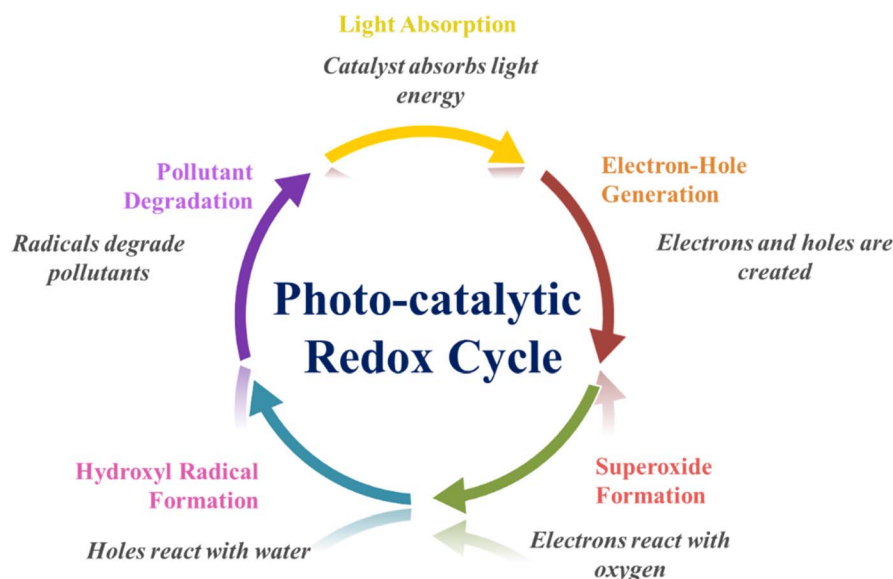 Light Absorption
Catalyst absorbs light
energy
Electron-Hole
Generation
Electrons and holes are
created
Superoxide
Formation
Electrons react with
oxygen
Hydroxyl Radical
Formation
Holes react with water
Pollutant
Degradation
Radicals degrade
pollutants
Photo-catalytic
Redox Cycle